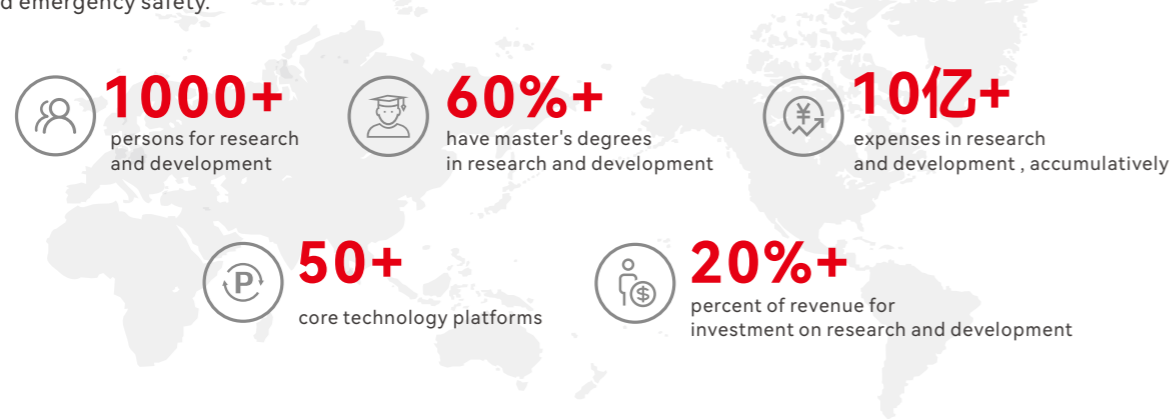 d emergency safety.
1000+
persons for research
and development
60%+
have master's degrees
in research and development
10亿+
expenses in research
and development , accumulatively
50+
core technology platforms
20%+
percent of revenue for
investment on research and development